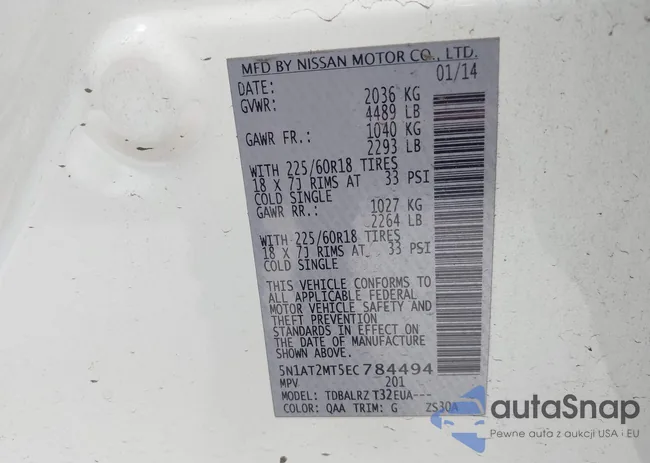 MFD BY NISSAN MOTOR CO., LTD.
DATE: 01/14
GVWR: 2036 KG
4489 LB
GAWR FR.: 1040 KG
2293 LB
WITH 225/60R18 TIRES
18 X 7J RIMS AT 33 PSI
COLD SINGLE
GAWR RR.: 1027 KG
2264 LB
WITH 225/60R18 TIRES
18 X 7J RIMS AT 33 PSI
COLD SINGLE
THIS VEHICLE CONFORMS TO
ALL APPLICABLE FEDERAL
MOTOR VEHICLE SAFETY AND
THEFT PREVENTION
STANDARDS IN EFFECT ON
THE DATE OF MANUFACTURE
SHOWN ABOVE.
5N1AT2MT5EC784494
MPV 201
MODEL: TDBALRZ T32EUA---
COLOR: QAA TRIM: G ZS30A
autoSnap
Pewne auta z aukcji USA i EU